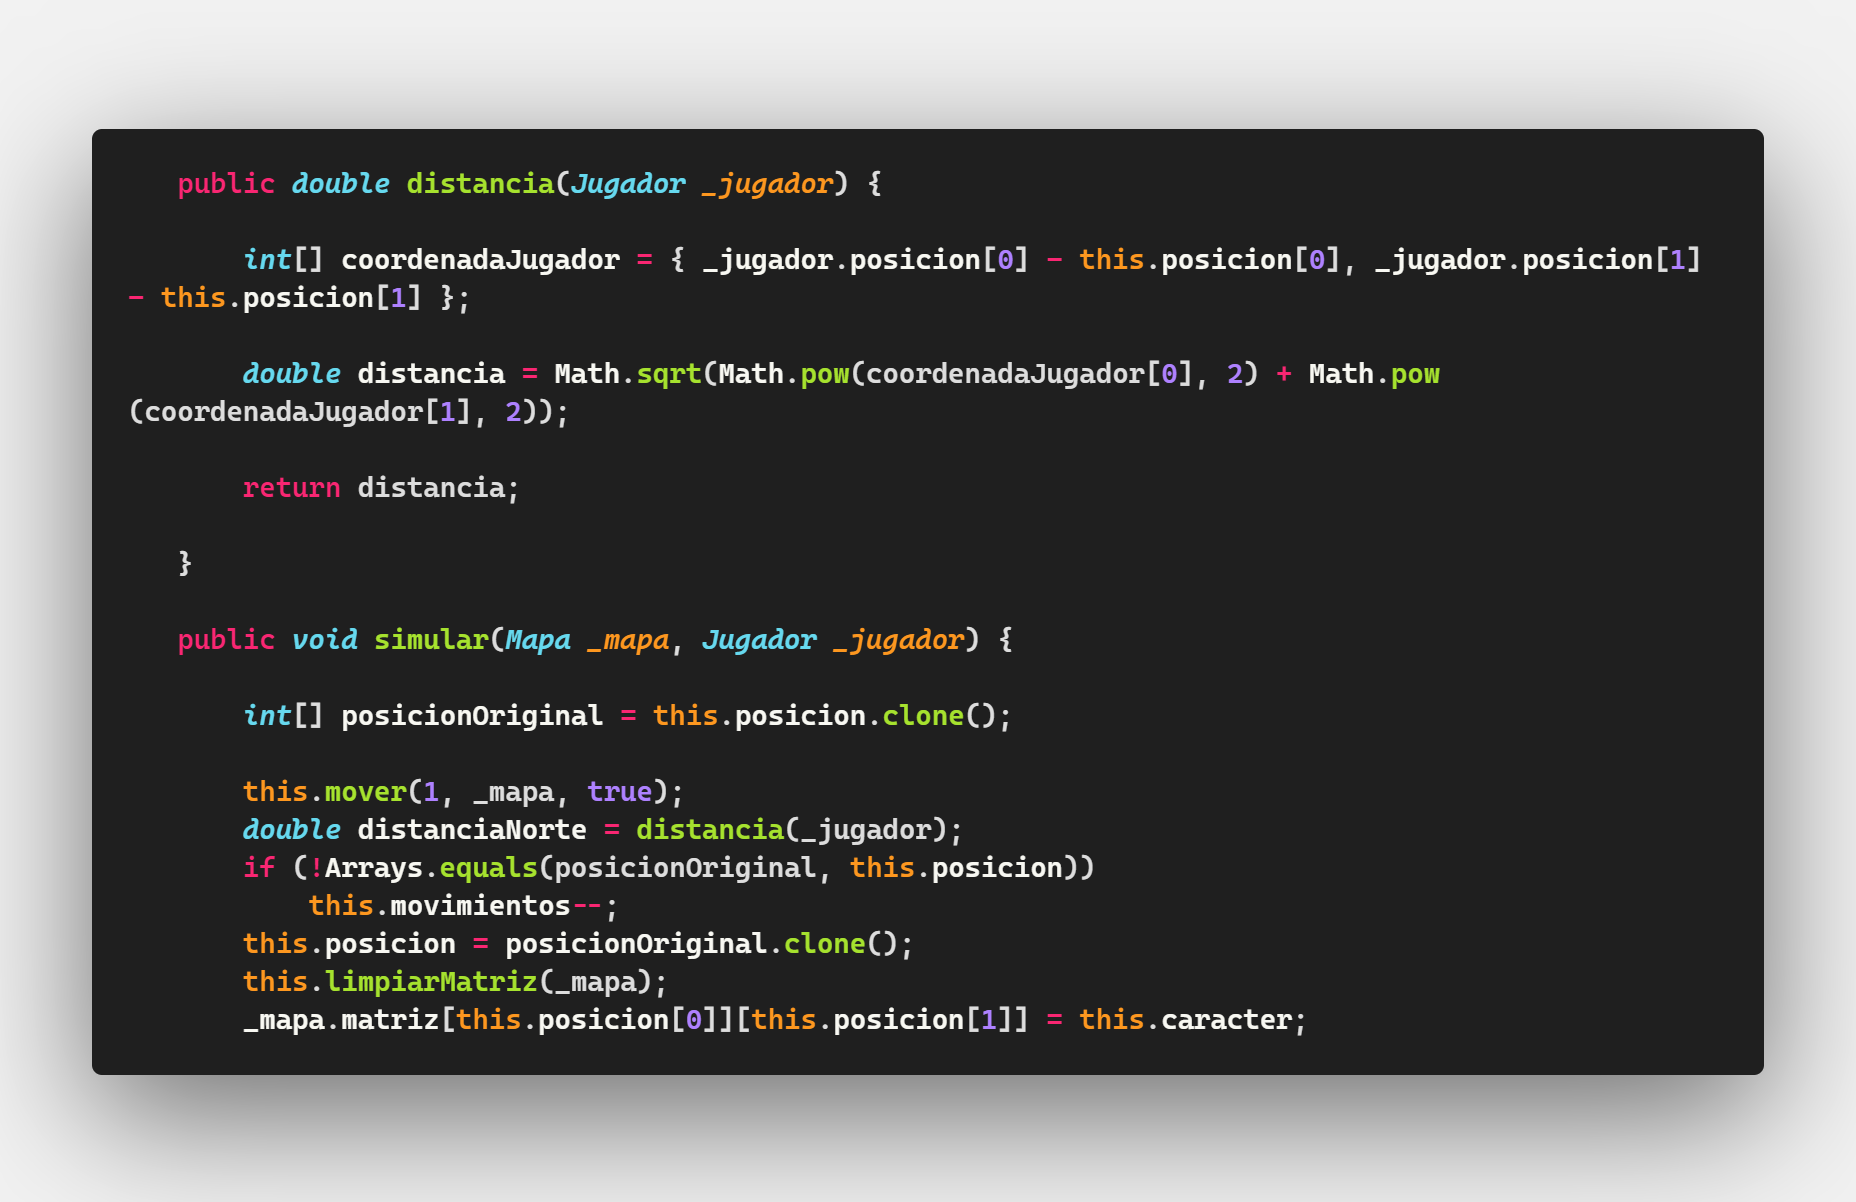 public double distancia(Jugador _jugador) {
int[] coordenadaJugador = { _jugador.posicion[0] - this.posicion[0], _jugador.posicion[1]
- this.posicion[1] };
double distancia = Math.sqrt(Math.pow(coordenadaJugador[0], 2) + Math.pow
(coordenadaJugador[1], 2));
return distancia;
}
public void simular(Mapa _mapa, Jugador _jugador) {
int[] posicionOriginal = this.posicion.clone();
this.mover(1, _mapa, true);
double distanciaNorte = distancia(_jugador);
if (!Arrays.equals(posicionOriginal, this.posicion))
this.movimientos--;
this.posicion = posicionOriginal.clone();
this.limpiarMatriz(_mapa);
_mapa.matriz[this.posicion[0]][this.posicion[1]] = this.caracter;